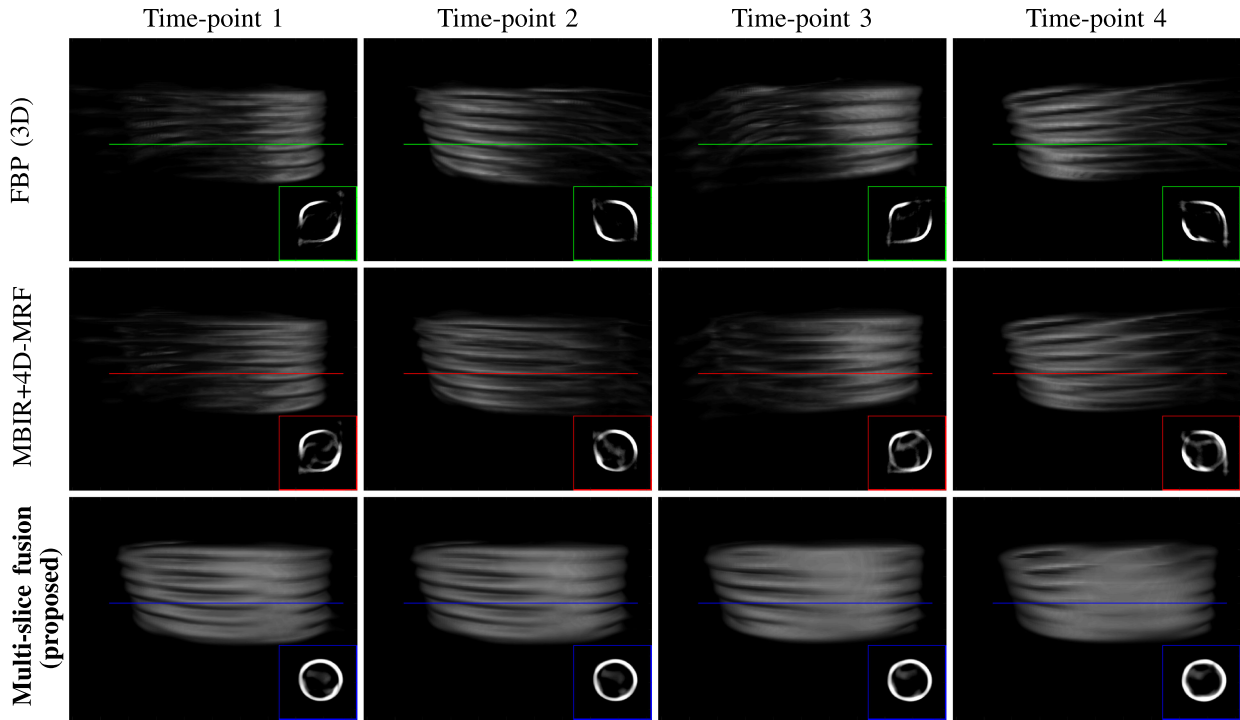 Time-point 1
Time-point 2
Time-point 3
Time-point 4
FBP (3D)
MBIR+4D-MRF
Multi-slice fusion
(proposed)